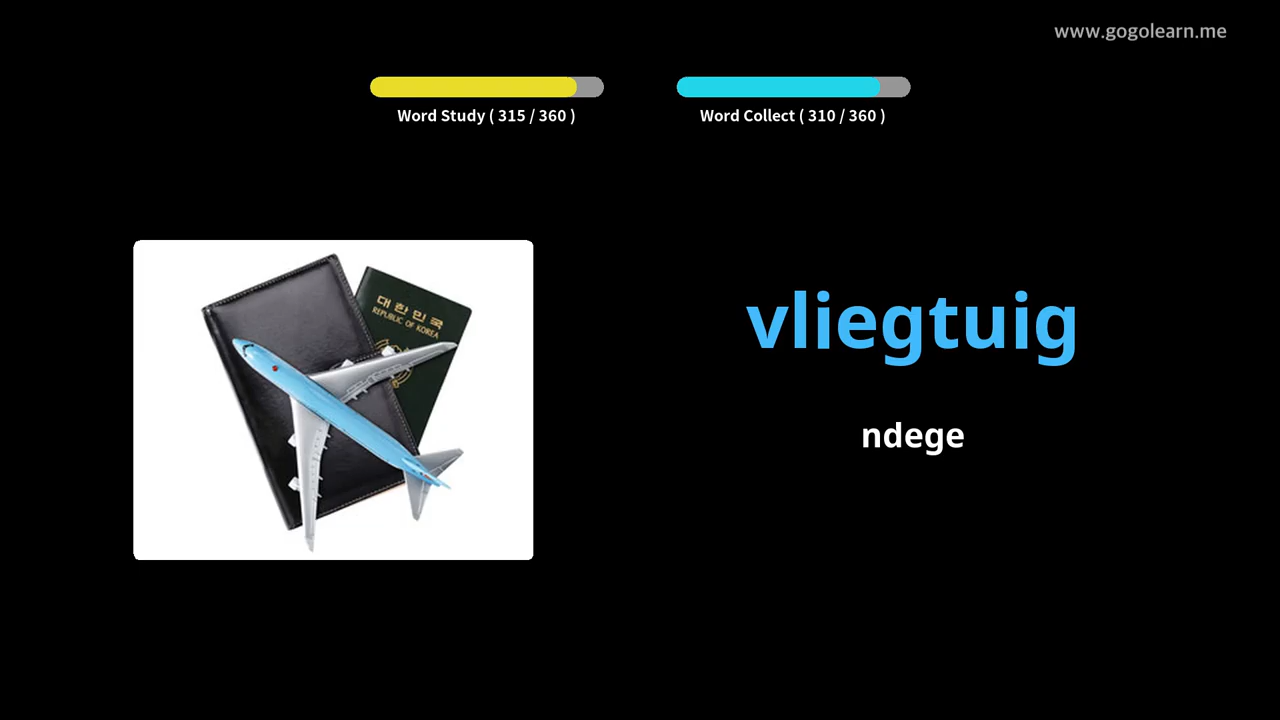 www.gogolearn.me
Word Study ( 315 / 360 )
Word Collect ( 310 / 360 )
대한민국
REPUBLIC OF KOREA
vliegtuig
ndege